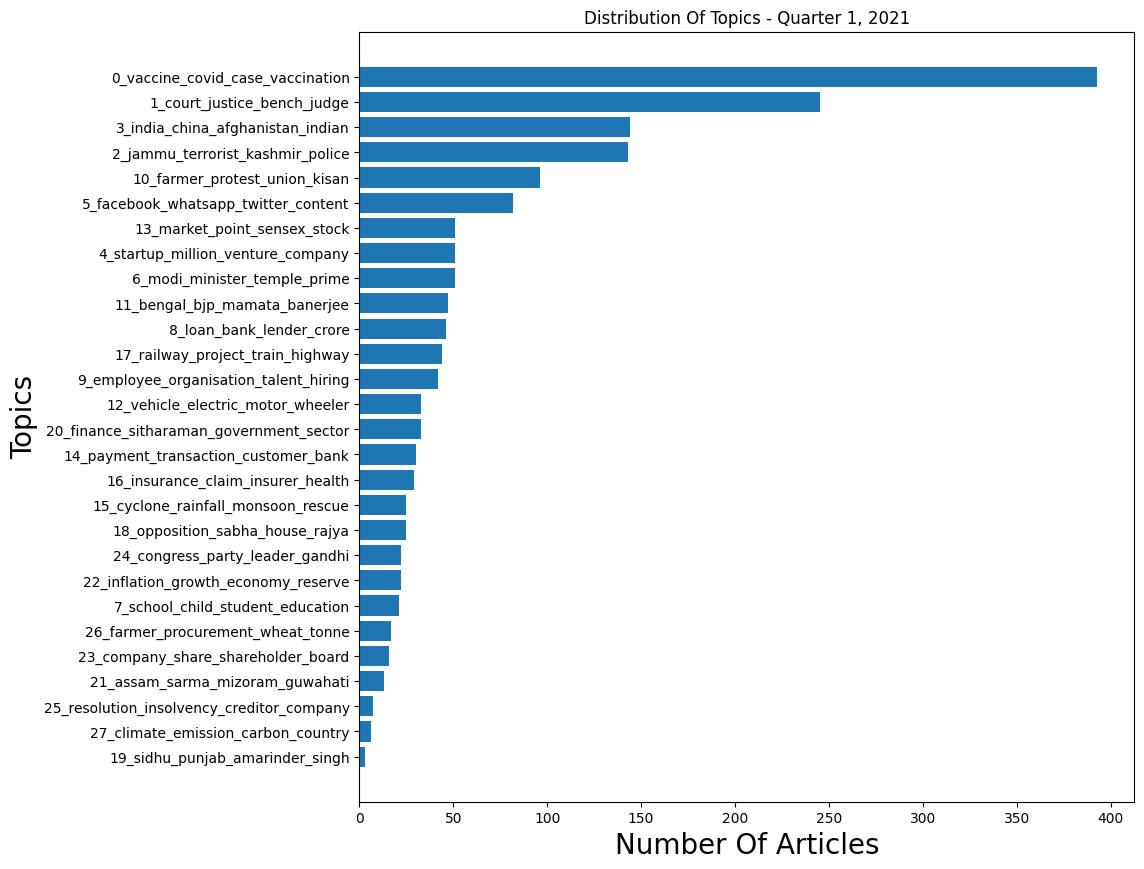 Distribution Of Topics - Quarter 1, 2021
0_vaccine_covid_case_vaccination
1_court_justice_bench_judge
3_india_china_afghanistan_indian
2_jammu_terrorist_kashmir_police
10_farmer_protest_union_kisan
5_facebook_whatsapp_twitter_content
13_market_point_sensex_stock
4_startup_million_venture_company
6_modi_minister_temple_prime
11_bengal_bjp_mamata_banerjee
8_loan_bank_lender_crore
17_railway_project_train_highway
9_employee_organisation_talent_hiring
12_vehicle_electric_motor_wheeler
20_finance_sitharaman_government_sector
14_payment_transaction_customer_bank
16_insurance_claim_insurer_health
15_cyclone_rainfall_monsoon_rescue
18_opposition_sabha_house_rajya
24_congress_party_leader_gandhi
22_inflation_growth_economy_reserve
7_school_child_student_education
26_farmer_procurement_wheat_tonne
23_company_share_shareholder_board
21_assam_sarma_mizoram_guwahati
25_resolution_insolvency_creditor_company
27_climate_emission_carbon_country
19_sidhu_punjab_amarinder_singh
Topics
0 50 100 150 200 250 300 350 400
Number Of Articles